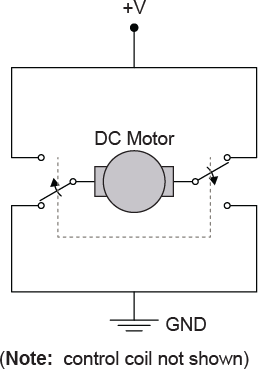 +V
DC Motor
GND
(Note: control coil not shown)